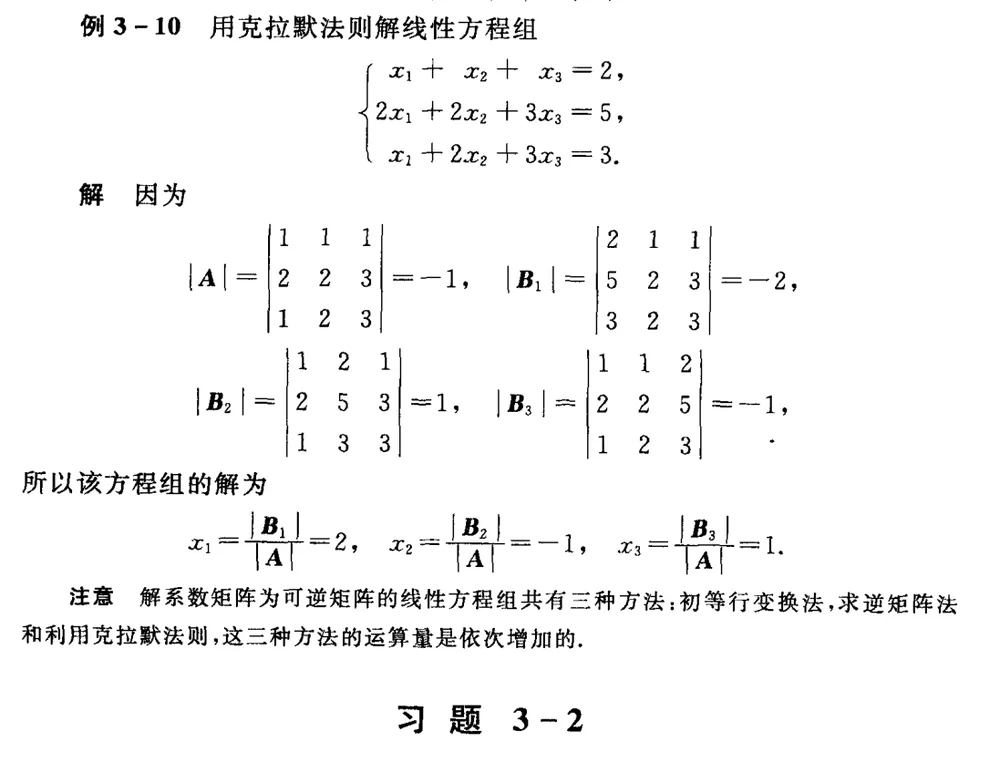 例 3-10 用克拉默法则解线性方程组
x₁ + x₂ + x₃ = 2,
2x₁ + 2x₂ + 3x₃ = 5,
x₁ + 2x₂ + 3x₃ = 3.
解 因为
|A| = |1 1 1; 2 2 3; 1 2 3| = -1, |B₁| = |2 1 1; 5 2 3; 3 2 3| = -2,
|B₂| = |1 2 1; 2 5 3; 1 3 3| = 1, |B₃| = |1 1 2; 2 2 5; 1 2 3| = -1,
所以该方程组的解为
x₁ = |B₁|/|A| = 2, x₂ = |B₂|/|A| = -1, x₃ = |B₃|/|A| = 1.
注意 解系数矩阵为可逆矩阵的线性方程组共有三种方法:初等行变换法,求逆矩阵法
和利用克拉默法则,这三种方法的运算量是依次增加的.
习 题 3-2